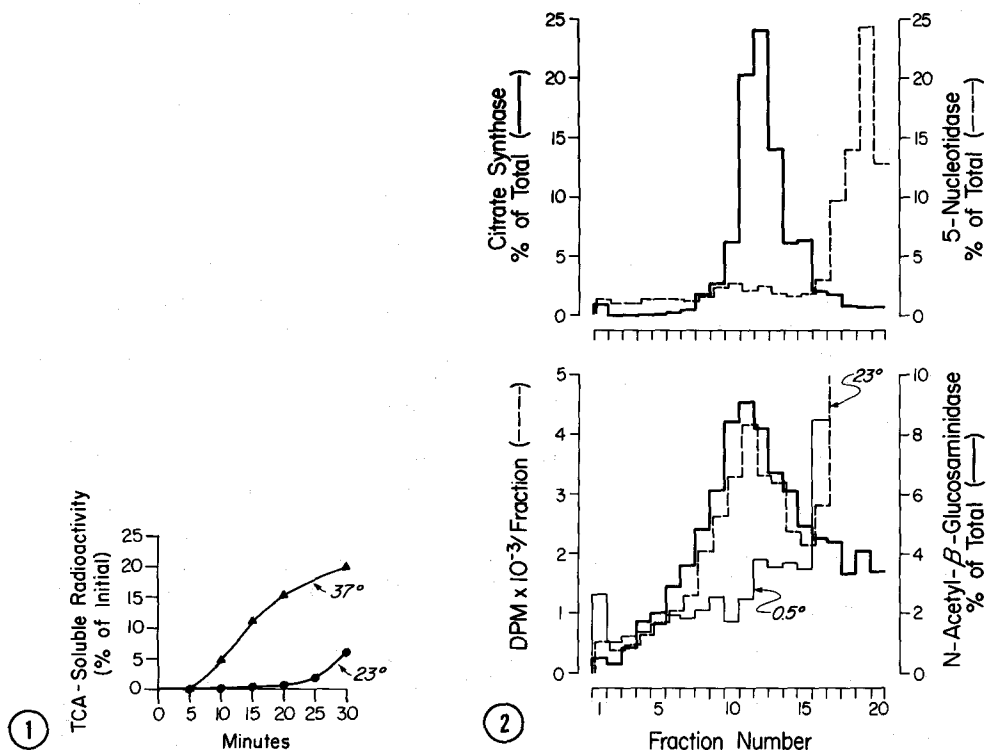 TCA-Soluble Radioactivity
(% of Initial)
25
20
15
10
5
0
37°
23°
0 5 10 15 20 25 30
Minutes
1
Citrate Synthase
% of Total (——)
25
20
15
10
5
0
25
20
15
10
5
0
5-Nucleotidase
% of Total (----)
DPM x 10⁻³/Fraction (----)
5
4
3
2
1
0
23°
0.5°
10
8
6
4
2
0
N-Acetyl-β-Glucosaminidase
% of Total (——)
1 5 10 15 20
Fraction Number
2